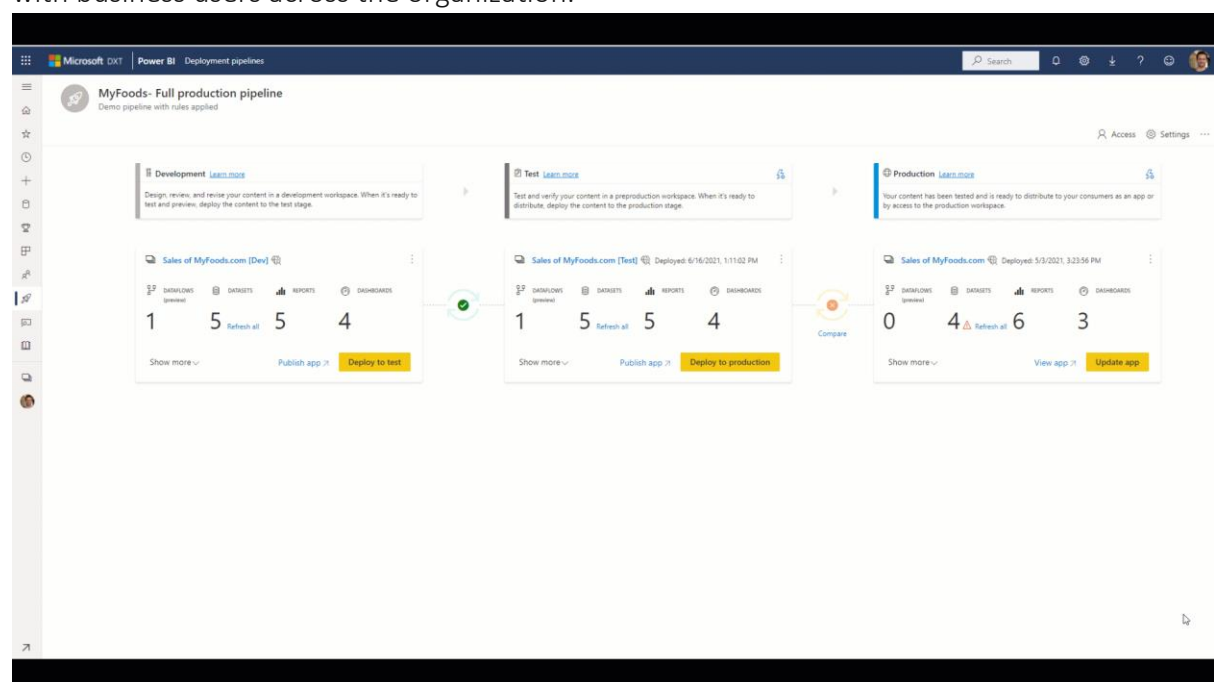 with business users across the organization.
Microsoft DXT Power BI Deployment pipelines Search
MyFoods- Full production pipeline
Demo pipeline with rules applied
Access Settings
Development Learn more
Design, review, and revise your content in a development workspace. When it's ready to
test and preview, deploy the content to the test stage.
Test Learn more
Test and verify your content in a preproduction workspace. When it's ready to
distribute, deploy the content to the production stage.
Production Learn more
Your content has been tested and is ready to distribute to your consumers as an app or
by access to the production workspace.
Sales of MyFoods.com [Dev]
DATAFLOWS DATASETS REPORTS DASHBOARDS
(preview)
1 5 Refresh all 5 4
Show more Publish app Deploy to test
Sales of MyFoods.com [Test] Deployed: 6/16/2021, 1:11:02 PM
DATAFLOWS DATASETS REPORTS DASHBOARDS
(preview)
1 5 Refresh all 5 4
Show more Publish app Deploy to production
Compare
Sales of MyFoods.com Deployed: 5/3/2021, 3:23:56 PM
DATAFLOWS DATASETS REPORTS DASHBOARDS
(preview)
0 4 Refresh all 6 3
Show more View app Update app